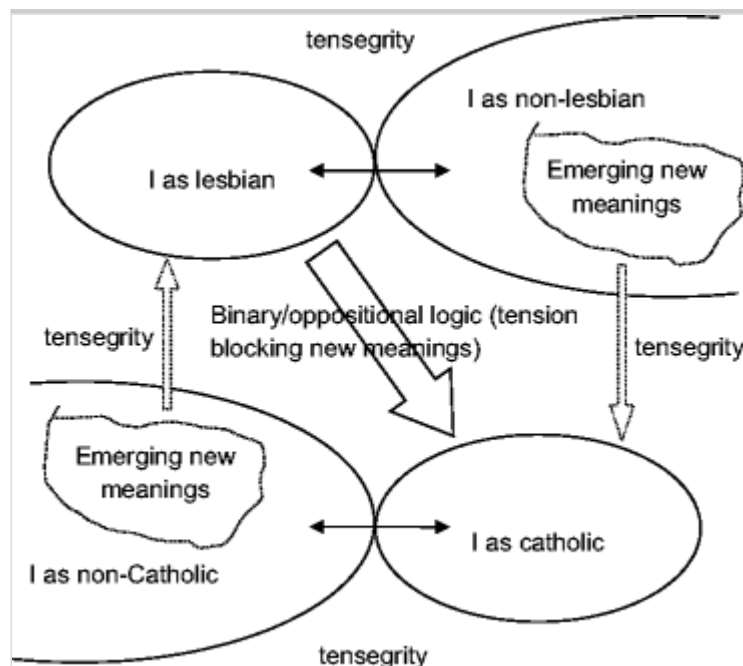 tensegrity
I as non-lesbian
Emerging new
meanings
I as lesbian
Binary/oppositional logic (tension
blocking new meanings)
tensegrity
tensegrity
Emerging new
meanings
I as catholic
I as non-Catholic
tensegrity